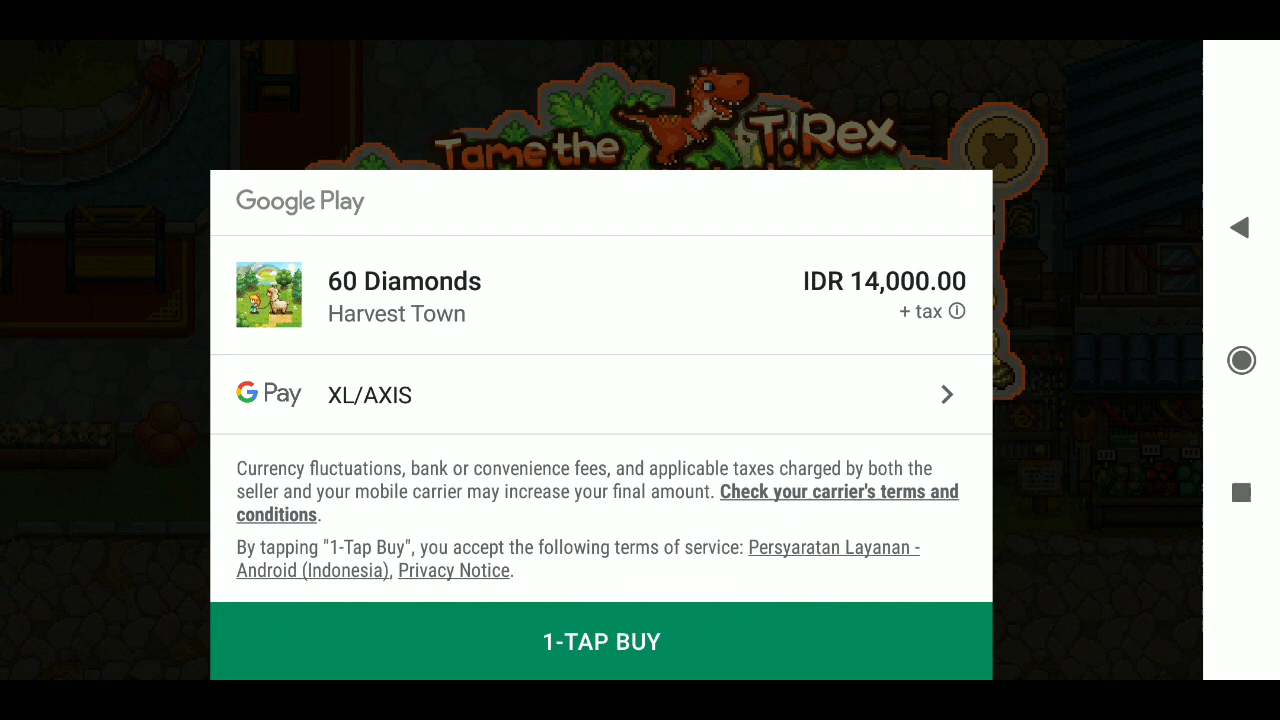 Tame the T.Rex
Google Play
60 Diamonds
IDR 14,000.00
Harvest Town
+ tax
G Pay
XL/AXIS
Currency fluctuations, bank or convenience fees, and applicable taxes charged by both the
seller and your mobile carrier may increase your final amount. Check your carrier's terms and
conditions.
By tapping "1-Tap Buy", you accept the following terms of service: Persyaratan Layanan -
Android (Indonesia), Privacy Notice.
1-TAP BUY